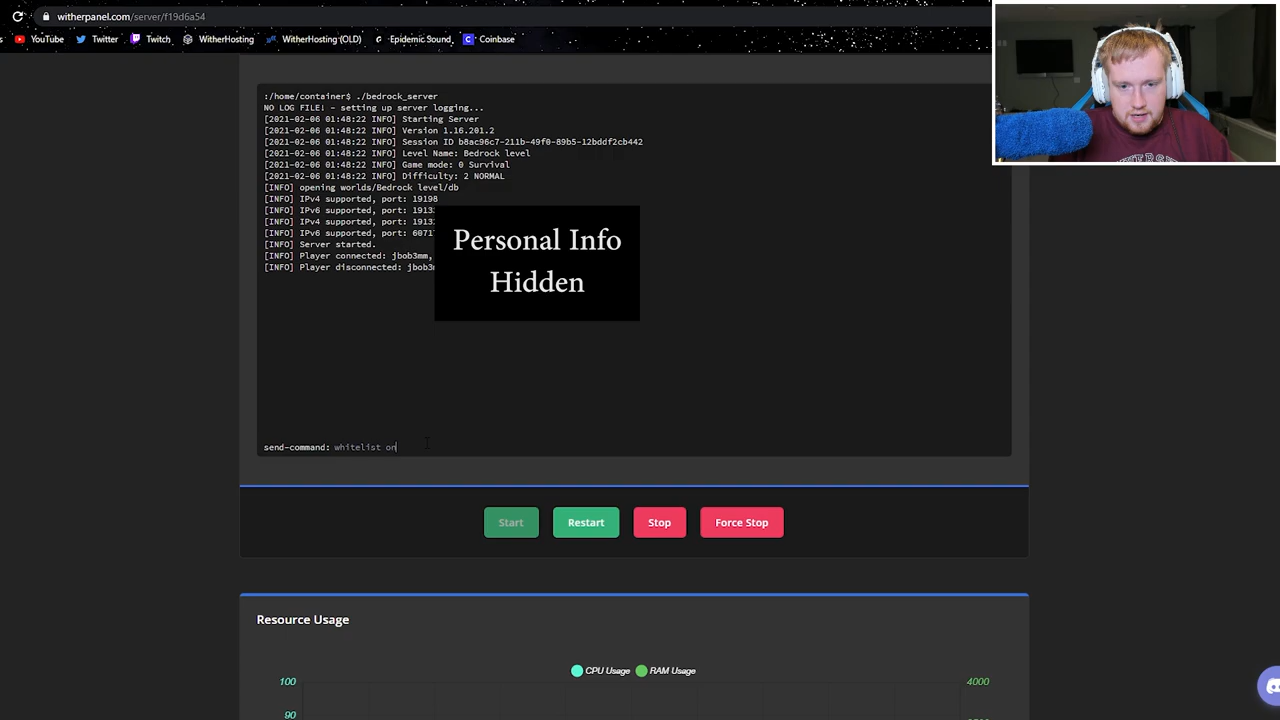 witherpanel.com/server/f19d6a54
YouTube Twitter Twitch WitherHosting WitherHosting (OLD) Epidemic Sound Coinbase
:/home/container$ ./bedrock_server
NO LOG FILE! - setting up server logging...
[2021-02-06 01:48:22 INFO] Starting Server
[2021-02-06 01:48:22 INFO] Version 1.16.201.2
[2021-02-06 01:48:22 INFO] Session ID b8ac96c7-211b-49f0-89b5-12bddf2cb442
[2021-02-06 01:48:22 INFO] Level Name: Bedrock level
[2021-02-06 01:48:22 INFO] Game mode: 0 Survival
[2021-02-06 01:48:22 INFO] Difficulty: 2 NORMAL
[INFO] opening worlds/Bedrock level/db
[INFO] IPv4 supported, port: 19198
[INFO] IPv6 supported, port: 1913
[INFO] IPv4 supported, port: 1913
[INFO] IPv6 supported, port: 6071
[INFO] Server started.
[INFO] Player connected: jbob3mm,
[INFO] Player disconnected: jbob3
Personal Info
Hidden
send-command: whitelist on
Start Restart Stop Force Stop
Resource Usage
CPU Usage RAM Usage
100 4000
90